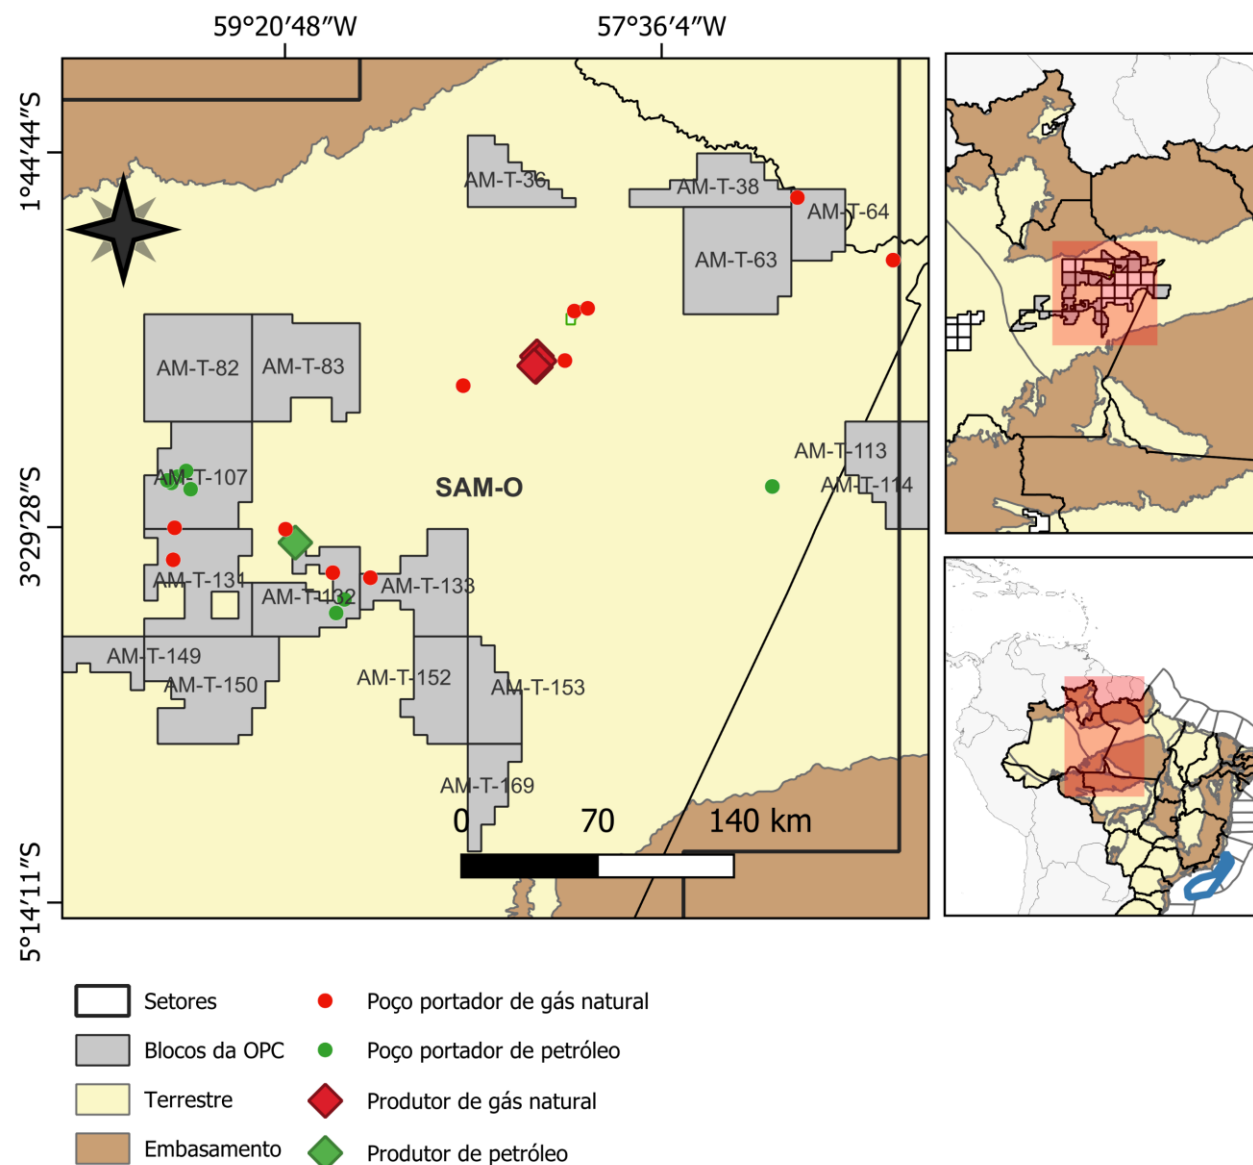 59°20′48″W
57°36′4″W
1°44′44″S
3°29′28″S
5°14′11″S
AM-T-36
AM-T-38
AM-T-64
AM-T-63
AM-T-82
AM-T-83
AM-T-107
AM-T-113
AM-T-114
SAM-O
AM-T-131
AM-T-132
AM-T-133
AM-T-149
AM-T-150
AM-T-152
AM-T-153
AM-T-169
0 70 140 km
Setores
Poço portador de gás natural
Blocos da OPC
Poço portador de petróleo
Terrestre
Produtor de gás natural
Embasamento
Produtor de petróleo